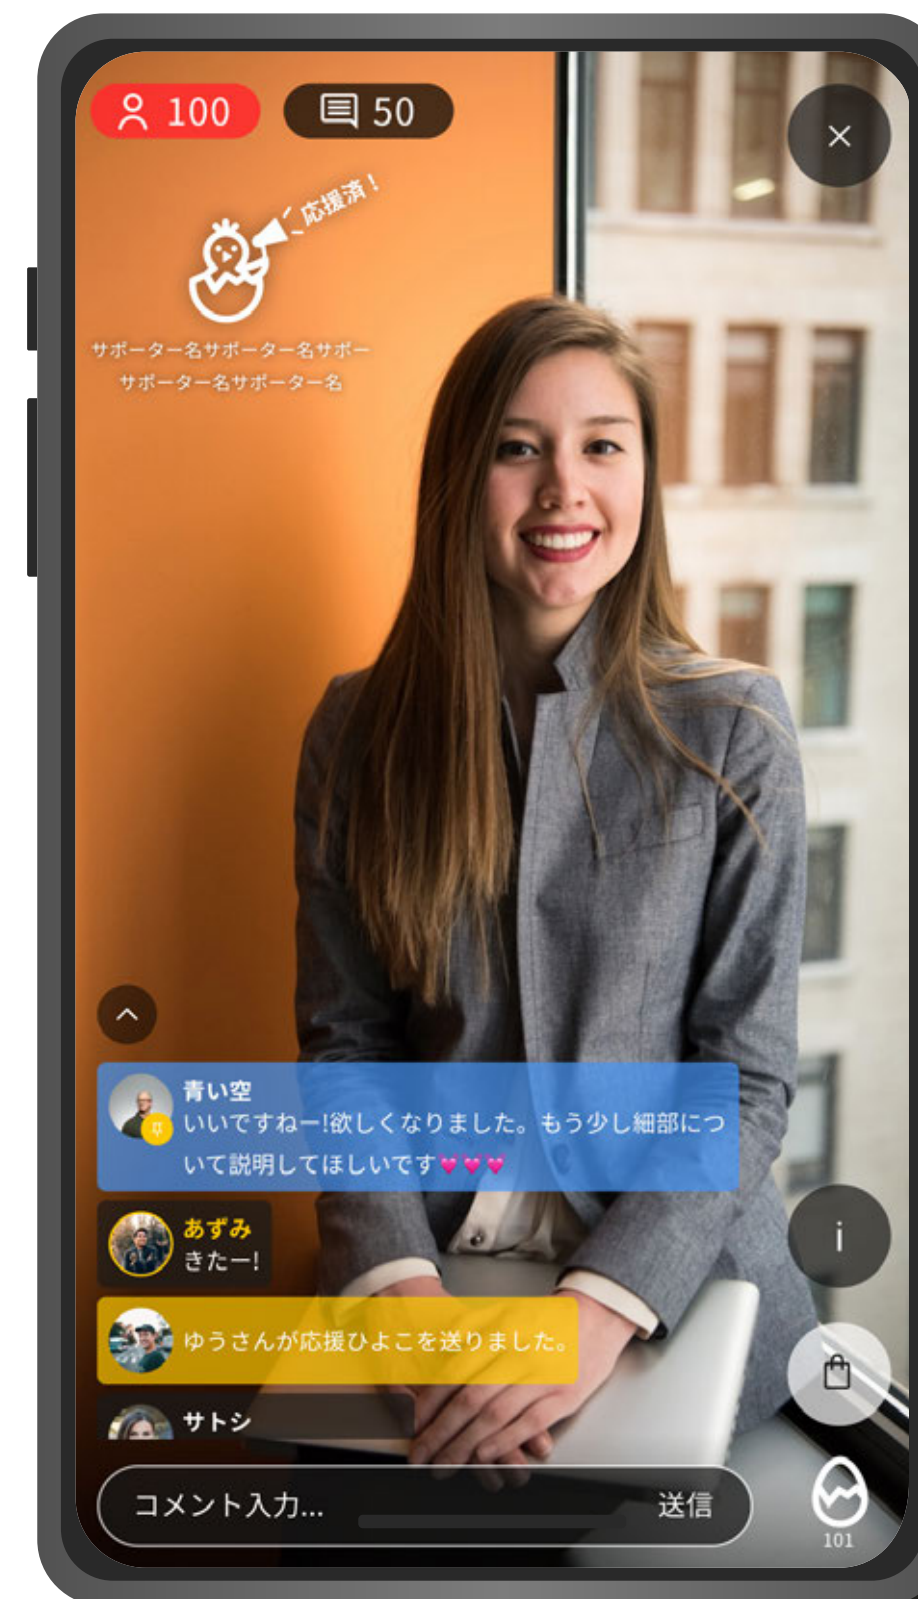 100
50
応援済！
サポーター名サポーター名サポー
サポーター名サポーター名
青い空
いいですねー!欲しくなりました。もう少し細部につ
いて説明してほしいです💓💓💓
あずみ
きたー!
ゆうさんが応援ひよこを送りました。
サトシ
i
コメント入力...
送信
101